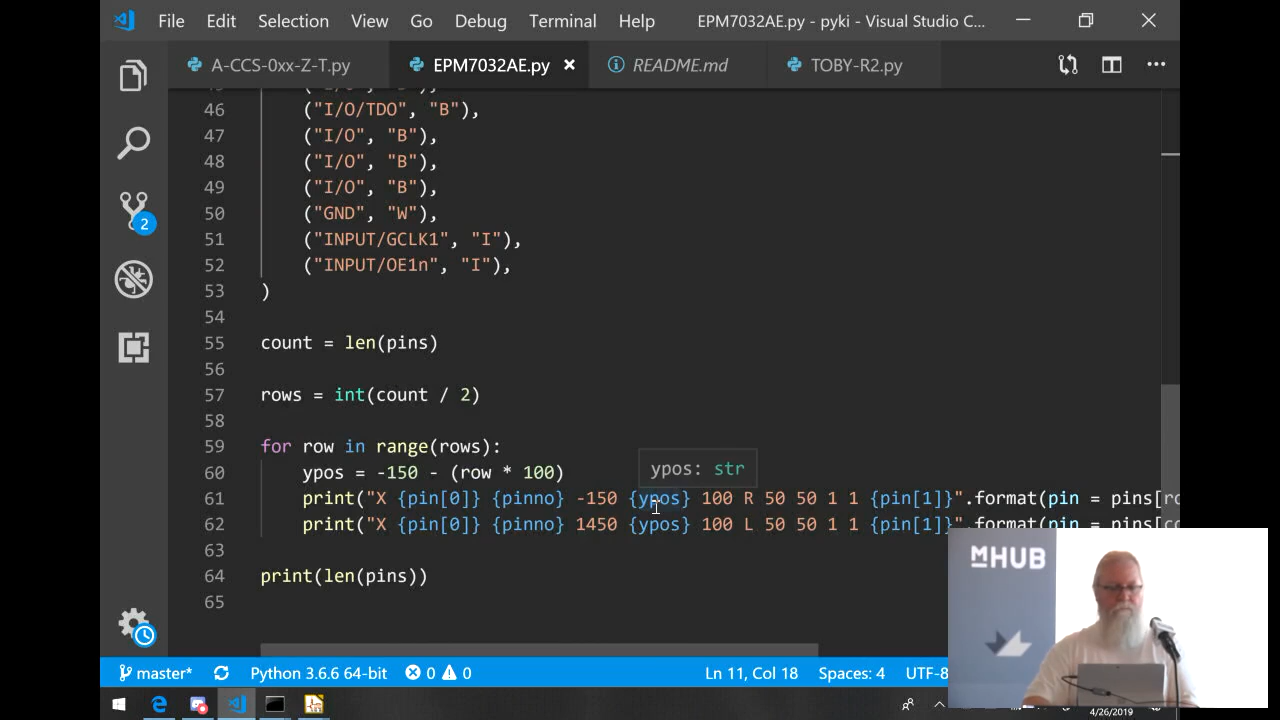 File Edit Selection View Go Debug Terminal Help EPM7032AE.py - pyki - Visual Studio C...
A-CCS-0xx-Z-T.py EPM7032AE.py README.md TOBY-R2.py
46 ("I/O/TDO", "B"),
47 ("I/O", "B"),
48 ("I/O", "B"),
49 ("I/O", "B"),
50 ("GND", "W"),
51 ("INPUT/GCLK1", "I"),
52 ("INPUT/OE1n", "I"),
53 )
54
55 count = len(pins)
56
57 rows = int(count / 2)
58
59 for row in range(rows):
60 ypos = -150 - (row * 100)
ypos: str
61 print("X {pin[0]} {pinno} -150 {ypos} 100 R 50 50 1 1 {pin[1]}".format(pin = pins[ro
62 print("X {pin[0]} {pinno} 1450 {ypos} 100 L 50 50 1 1 {pin[1]}".format(pin = pins[c
63
64 print(len(pins))
65
2
mHUB
master* Python 3.6.6 64-bit 0 0 Ln 11, Col 18 Spaces: 4 UTF-8
4/26/2019